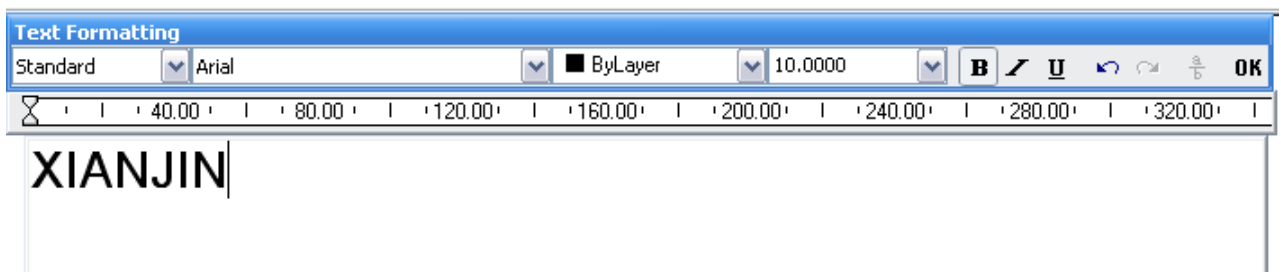 Text Formatting
Standard Arial ByLayer 10.0000 B I U a/b OK
40.00 80.00 120.00 160.00 200.00 240.00 280.00 320.00
XIANJIN